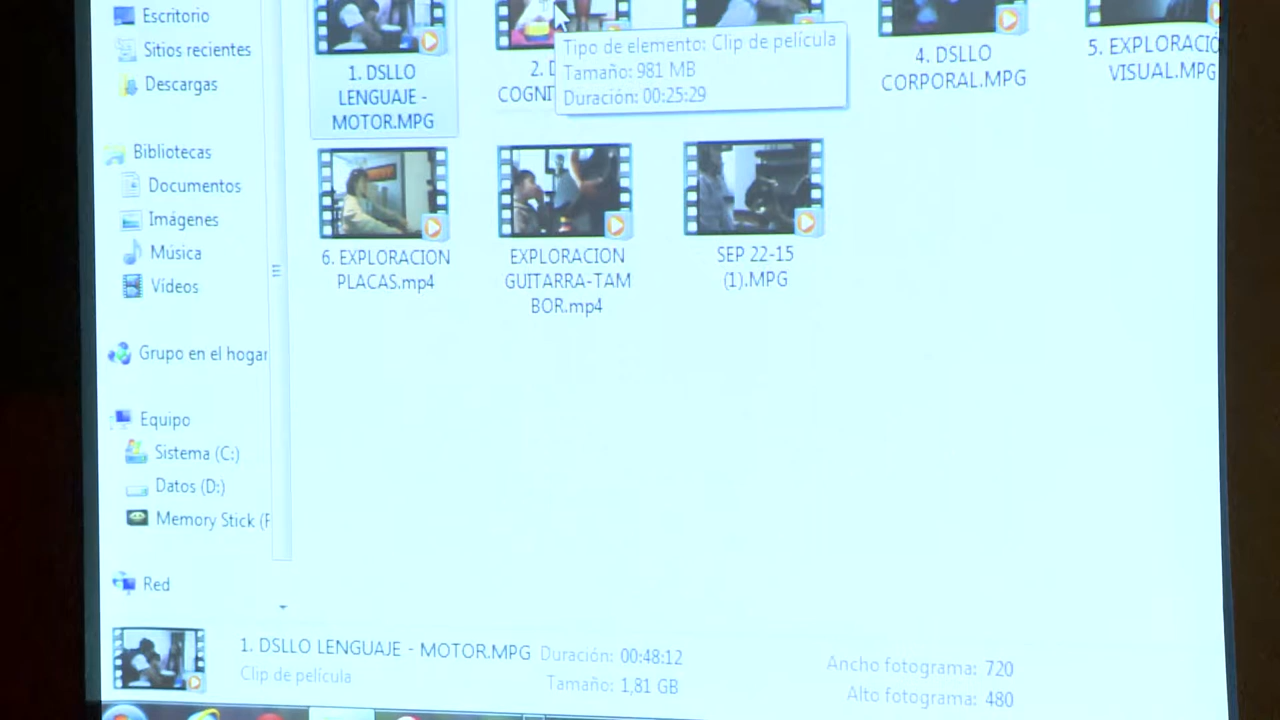 Escritorio
Sitios recientes
Descargas
Bibliotecas
Documentos
Imágenes
Música
Vídeos
Grupo en el hogar
Equipo
Sistema (C:)
Datos (D:)
Memory Stick (F
Red
1. DSLLO
LENGUAJE -
MOTOR.MPG
2. D
COGNIT
Tipo de elemento: Clip de película
Tamaño: 981 MB
Duración: 00:25:29
4. DSLLO
CORPORAL.MPG
5. EXPLORACIÓ
VISUAL.MPG
6. EXPLORACION
PLACAS.mp4
EXPLORACION
GUITARRA-TAM
BOR.mp4
SEP 22-15
(1).MPG
1. DSLLO LENGUAJE - MOTOR.MPG
Clip de película
Duración: 00:48:12
Tamaño: 1,81 GB
Ancho fotograma: 720
Alto fotograma: 480